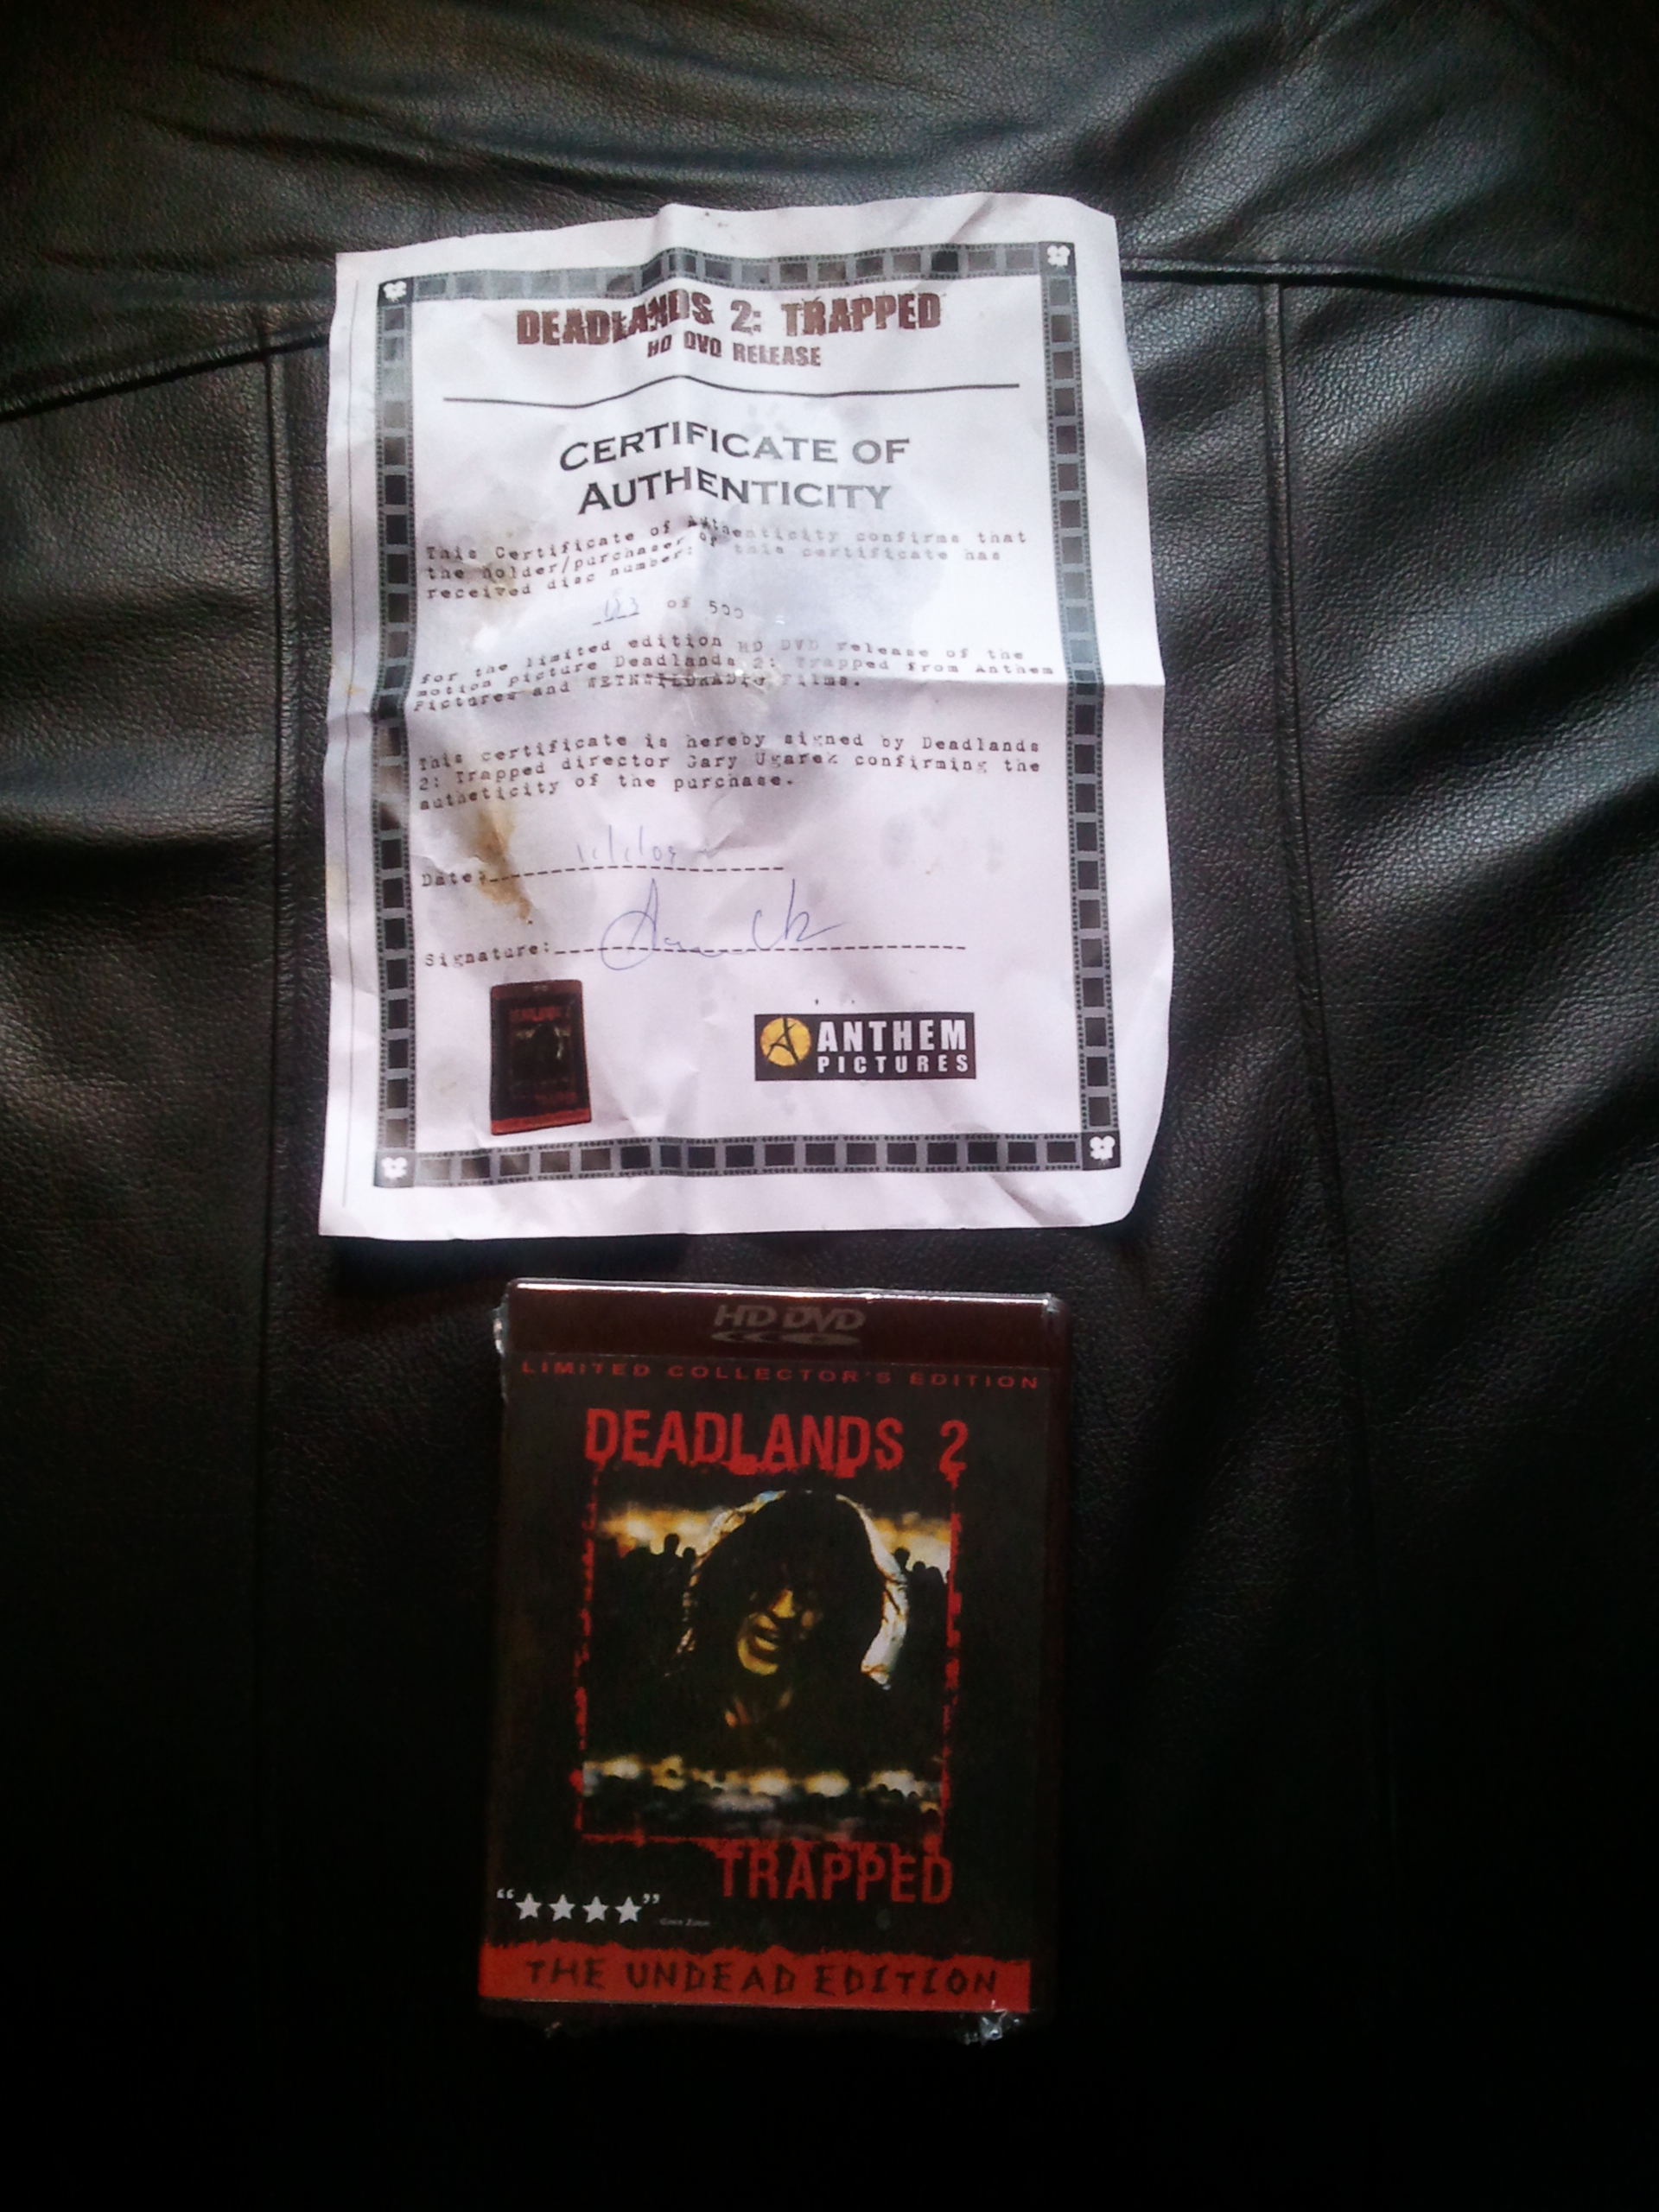 DEADLANDS 2: TRAPPED
HD DVD RELEASE
CERTIFICATE OF
AUTHENTICITY
This Certificate of Authenticity confirms that
the holder/purchaser of this certificate has
received disc number:
of 500
for the limited edition HD DVD release of the
motion picture Deadlands 2: Trapped from Anthem
Pictures and Films.
This certificate is hereby signed by Deadlands
2: Trapped director Gary Ugarek confirming the
autheticity of the purchase.
Date:
Signature:
DEADLANDS 2
ANTHEM
PICTURES
HD DVD
LIMITED COLLECTOR'S EDITION
DEADLANDS 2
TRAPPED
"★★★★"
THE UNDEAD EDITION